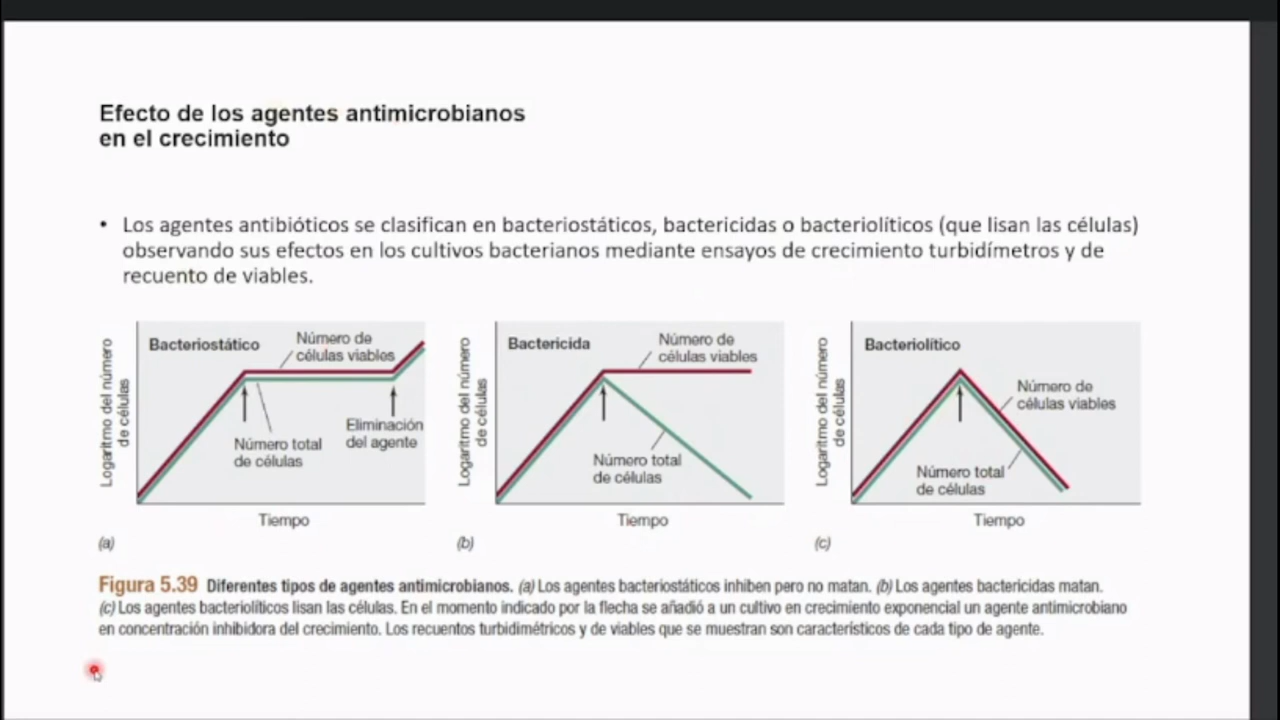 Efecto de los agentes antimicrobianos
en el crecimiento
• Los agentes antibióticos se clasifican en bacteriostáticos, bactericidas o bacteriolíticos (que lisan las células)
observando sus efectos en los cultivos bacterianos mediante ensayos de crecimiento turbidímetros y de
recuento de viables.
Logaritmo del número
de células
Bacteriostático
Número de
células viables
Número total
de células
Eliminación
del agente
Tiempo
(a)
Logaritmo del número
de células
Bactericida
Número de
células viables
Número total
de células
Tiempo
(b)
Logaritmo del número
de células
Bacteriolítico
Número de
células viables
Número total
de células
Tiempo
(c)
Figura 5.39 Diferentes tipos de agentes antimicrobianos. (a) Los agentes bacteriostáticos inhiben pero no matan. (b) Los agentes bactericidas matan.
(c) Los agentes bacteriolíticos lisan las células. En el momento indicado por la flecha se añadió a un cultivo en crecimiento exponencial un agente antimicrobiano
en concentración inhibidora del crecimiento. Los recuentos turbidimétricos y de viables que se muestran son característicos de cada tipo de agente.